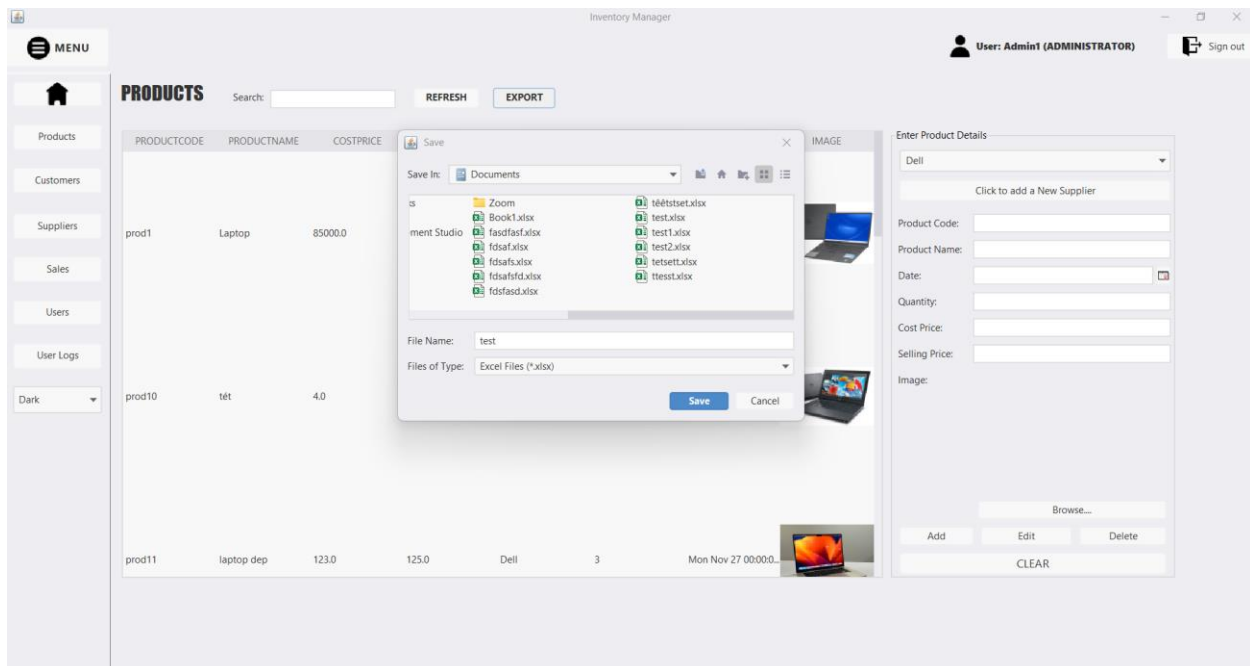 Inventory Manager
MENU
User: Admin1 (ADMINISTRATOR)
Sign out
PRODUCTS
Search:
REFRESH
EXPORT
Products
Customers
Suppliers
Sales
Users
User Logs
Dark
PRODUCTCODE PRODUCTNAME COSTPRICE IMAGE
prod1 Laptop 85000.0
prod10 tét 4.0
prod11 laptop dep 123.0 125.0 Dell 3 Mon Nov 27 00:00:0...
Save
Save In: Documents
ment Studio
Zoom
Book1.xlsx
fasdfasf.xlsx
fdsaf.xlsx
fdsafs.xlsx
fdsafsfd.xlsx
fdsfasd.xlsx
téêtstset.xlsx
test.xlsx
test1.xlsx
test2.xlsx
tetsett.xlsx
ttesst.xlsx
File Name: test
Files of Type: Excel Files (*.xlsx)
Save Cancel
Enter Product Details
Dell
Click to add a New Supplier
Product Code:
Product Name:
Date:
Quantity:
Cost Price:
Selling Price:
Image:
Browse...
Add Edit Delete
CLEAR